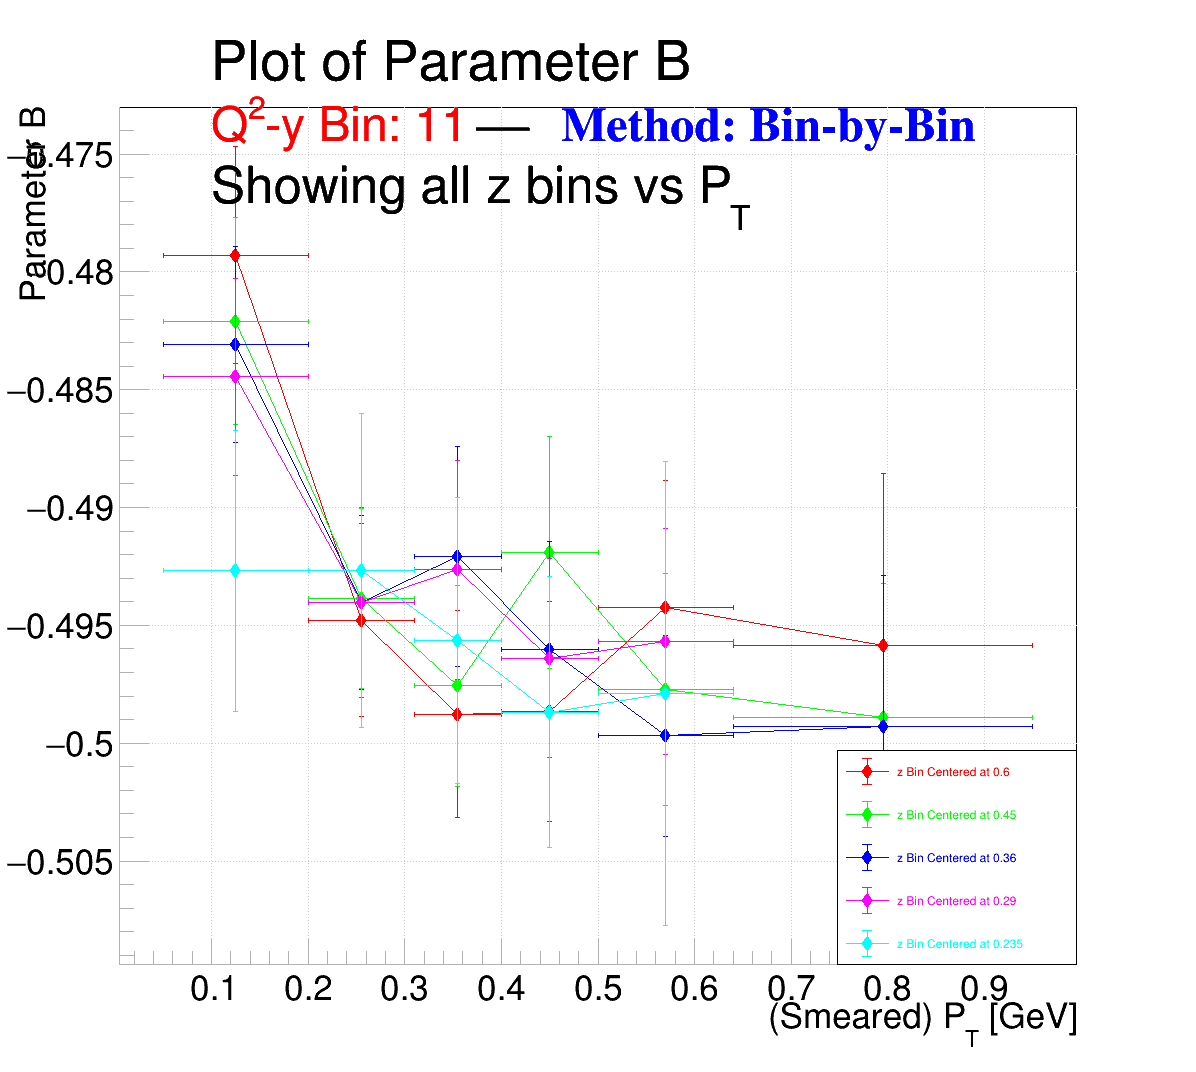 Plot of Parameter B
Q²-y Bin: 11 — Method: Bin-by-Bin
Showing all z bins vs P_T
Parameter B
−0.475
−0.48
−0.485
−0.49
−0.495
−0.5
−0.505
z Bin Centered at 0.6
z Bin Centered at 0.45
z Bin Centered at 0.36
z Bin Centered at 0.29
z Bin Centered at 0.235
0.1 0.2 0.3 0.4 0.5 0.6 0.7 0.8 0.9
(Smeared) P_T [GeV]